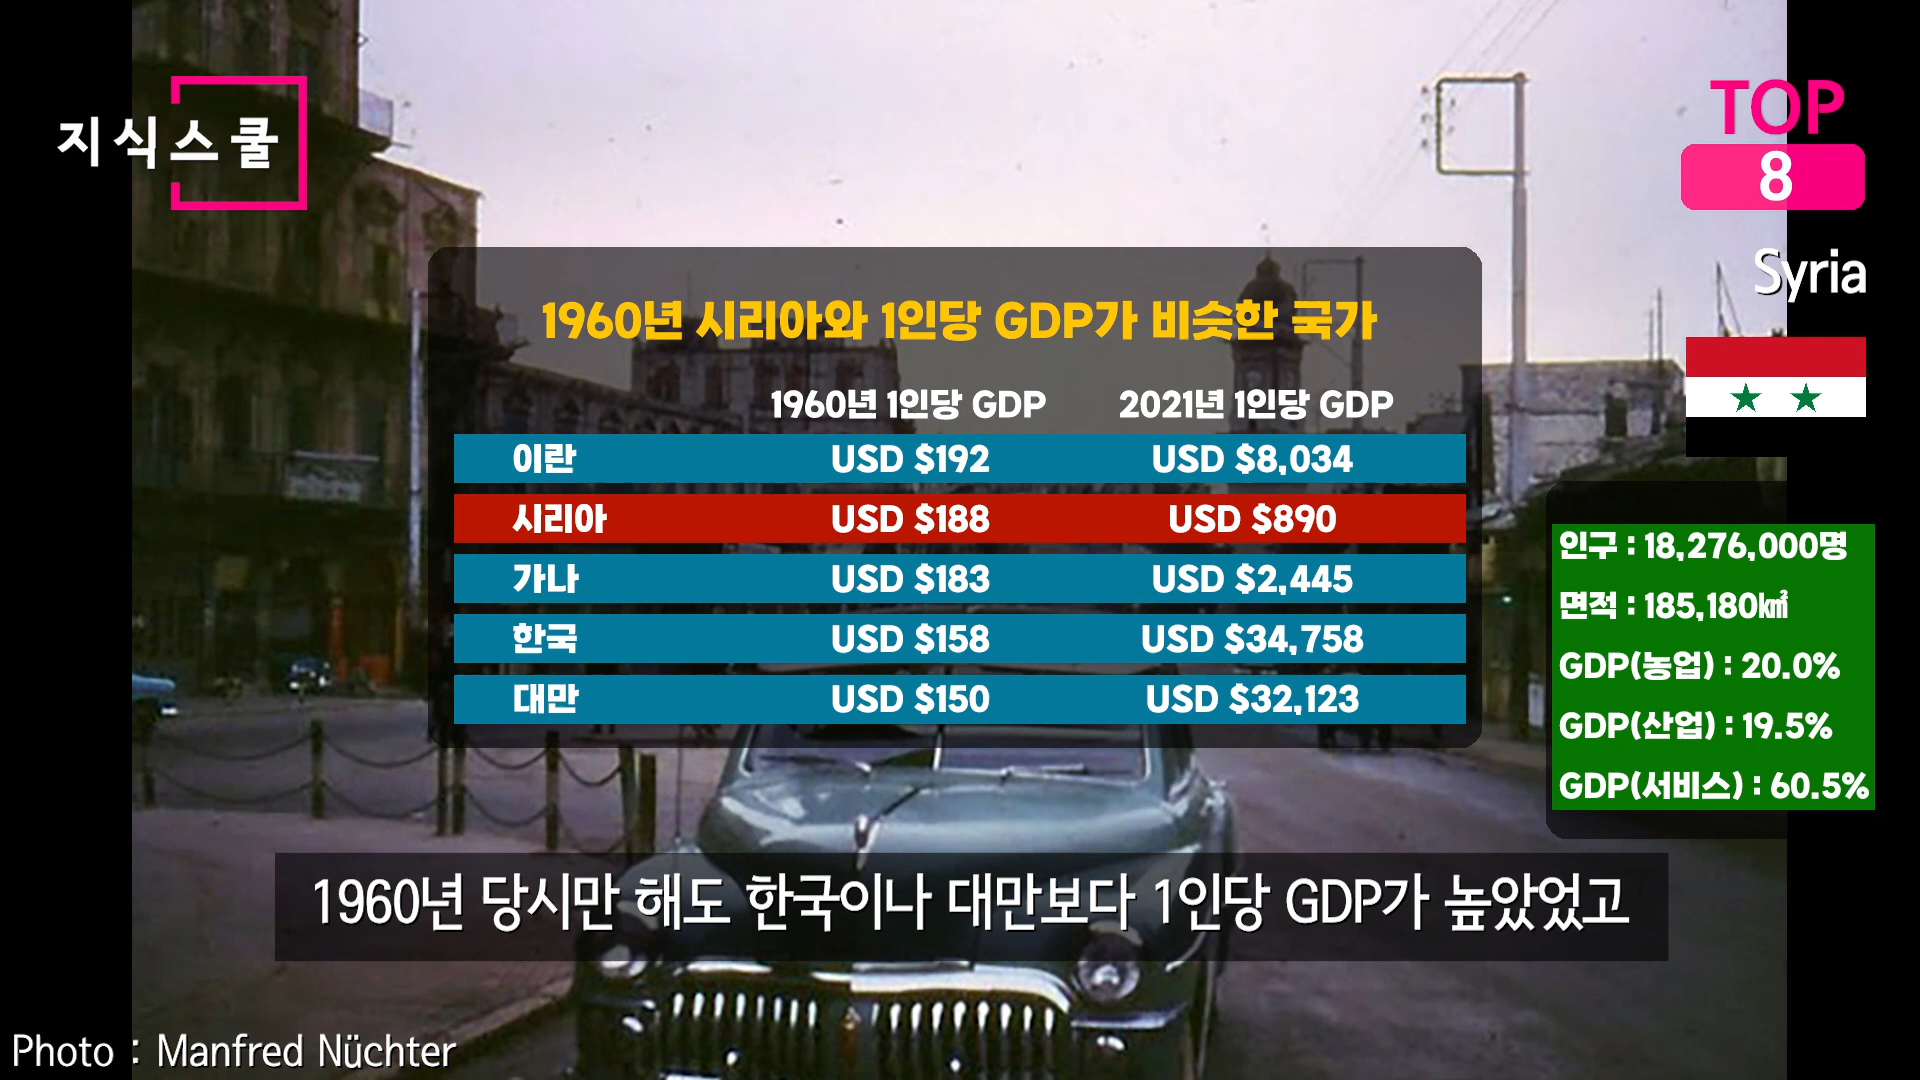 지식스쿨
TOP
8
Syria
1960년 시리아와 1인당 GDP가 비슷한 국가
1960년 1인당 GDP 2021년 1인당 GDP
이란 USD $192 USD $8,034
시리아 USD $188 USD $890
가나 USD $183 USD $2,445
한국 USD $158 USD $34,758
대만 USD $150 USD $32,123
인구 : 18,276,000명
면적 : 185,180㎢
GDP(농업) : 20.0%
GDP(산업) : 19.5%
GDP(서비스) : 60.5%
1960년 당시만 해도 한국이나 대만보다 1인당 GDP가 높았었고
Photo : Manfred Nüchter